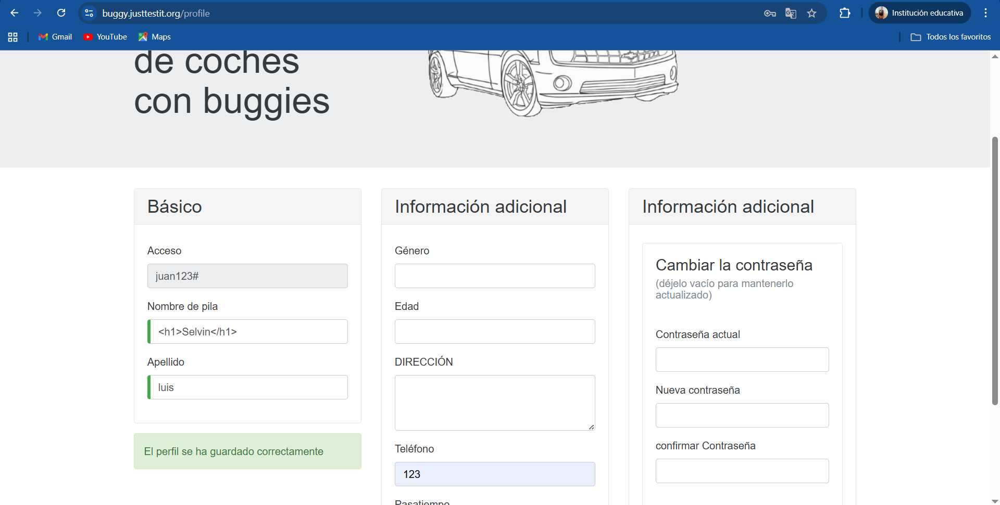 buggy.justtestit.org/profile
Institución educativa
Gmail
YouTube
Maps
Todos los favoritos
de coches
con buggies
Básico
Acceso
juan123#
Nombre de pila
<h1>Selvin</h1>
Apellido
luis
El perfil se ha guardado correctamente
Información adicional
Género
Edad
DIRECCIÓN
Teléfono
123
Pasatiempo
Información adicional
Cambiar la contraseña
(déjelo vacío para mantenerlo
actualizado)
Contraseña actual
Nueva contraseña
confirmar Contraseña